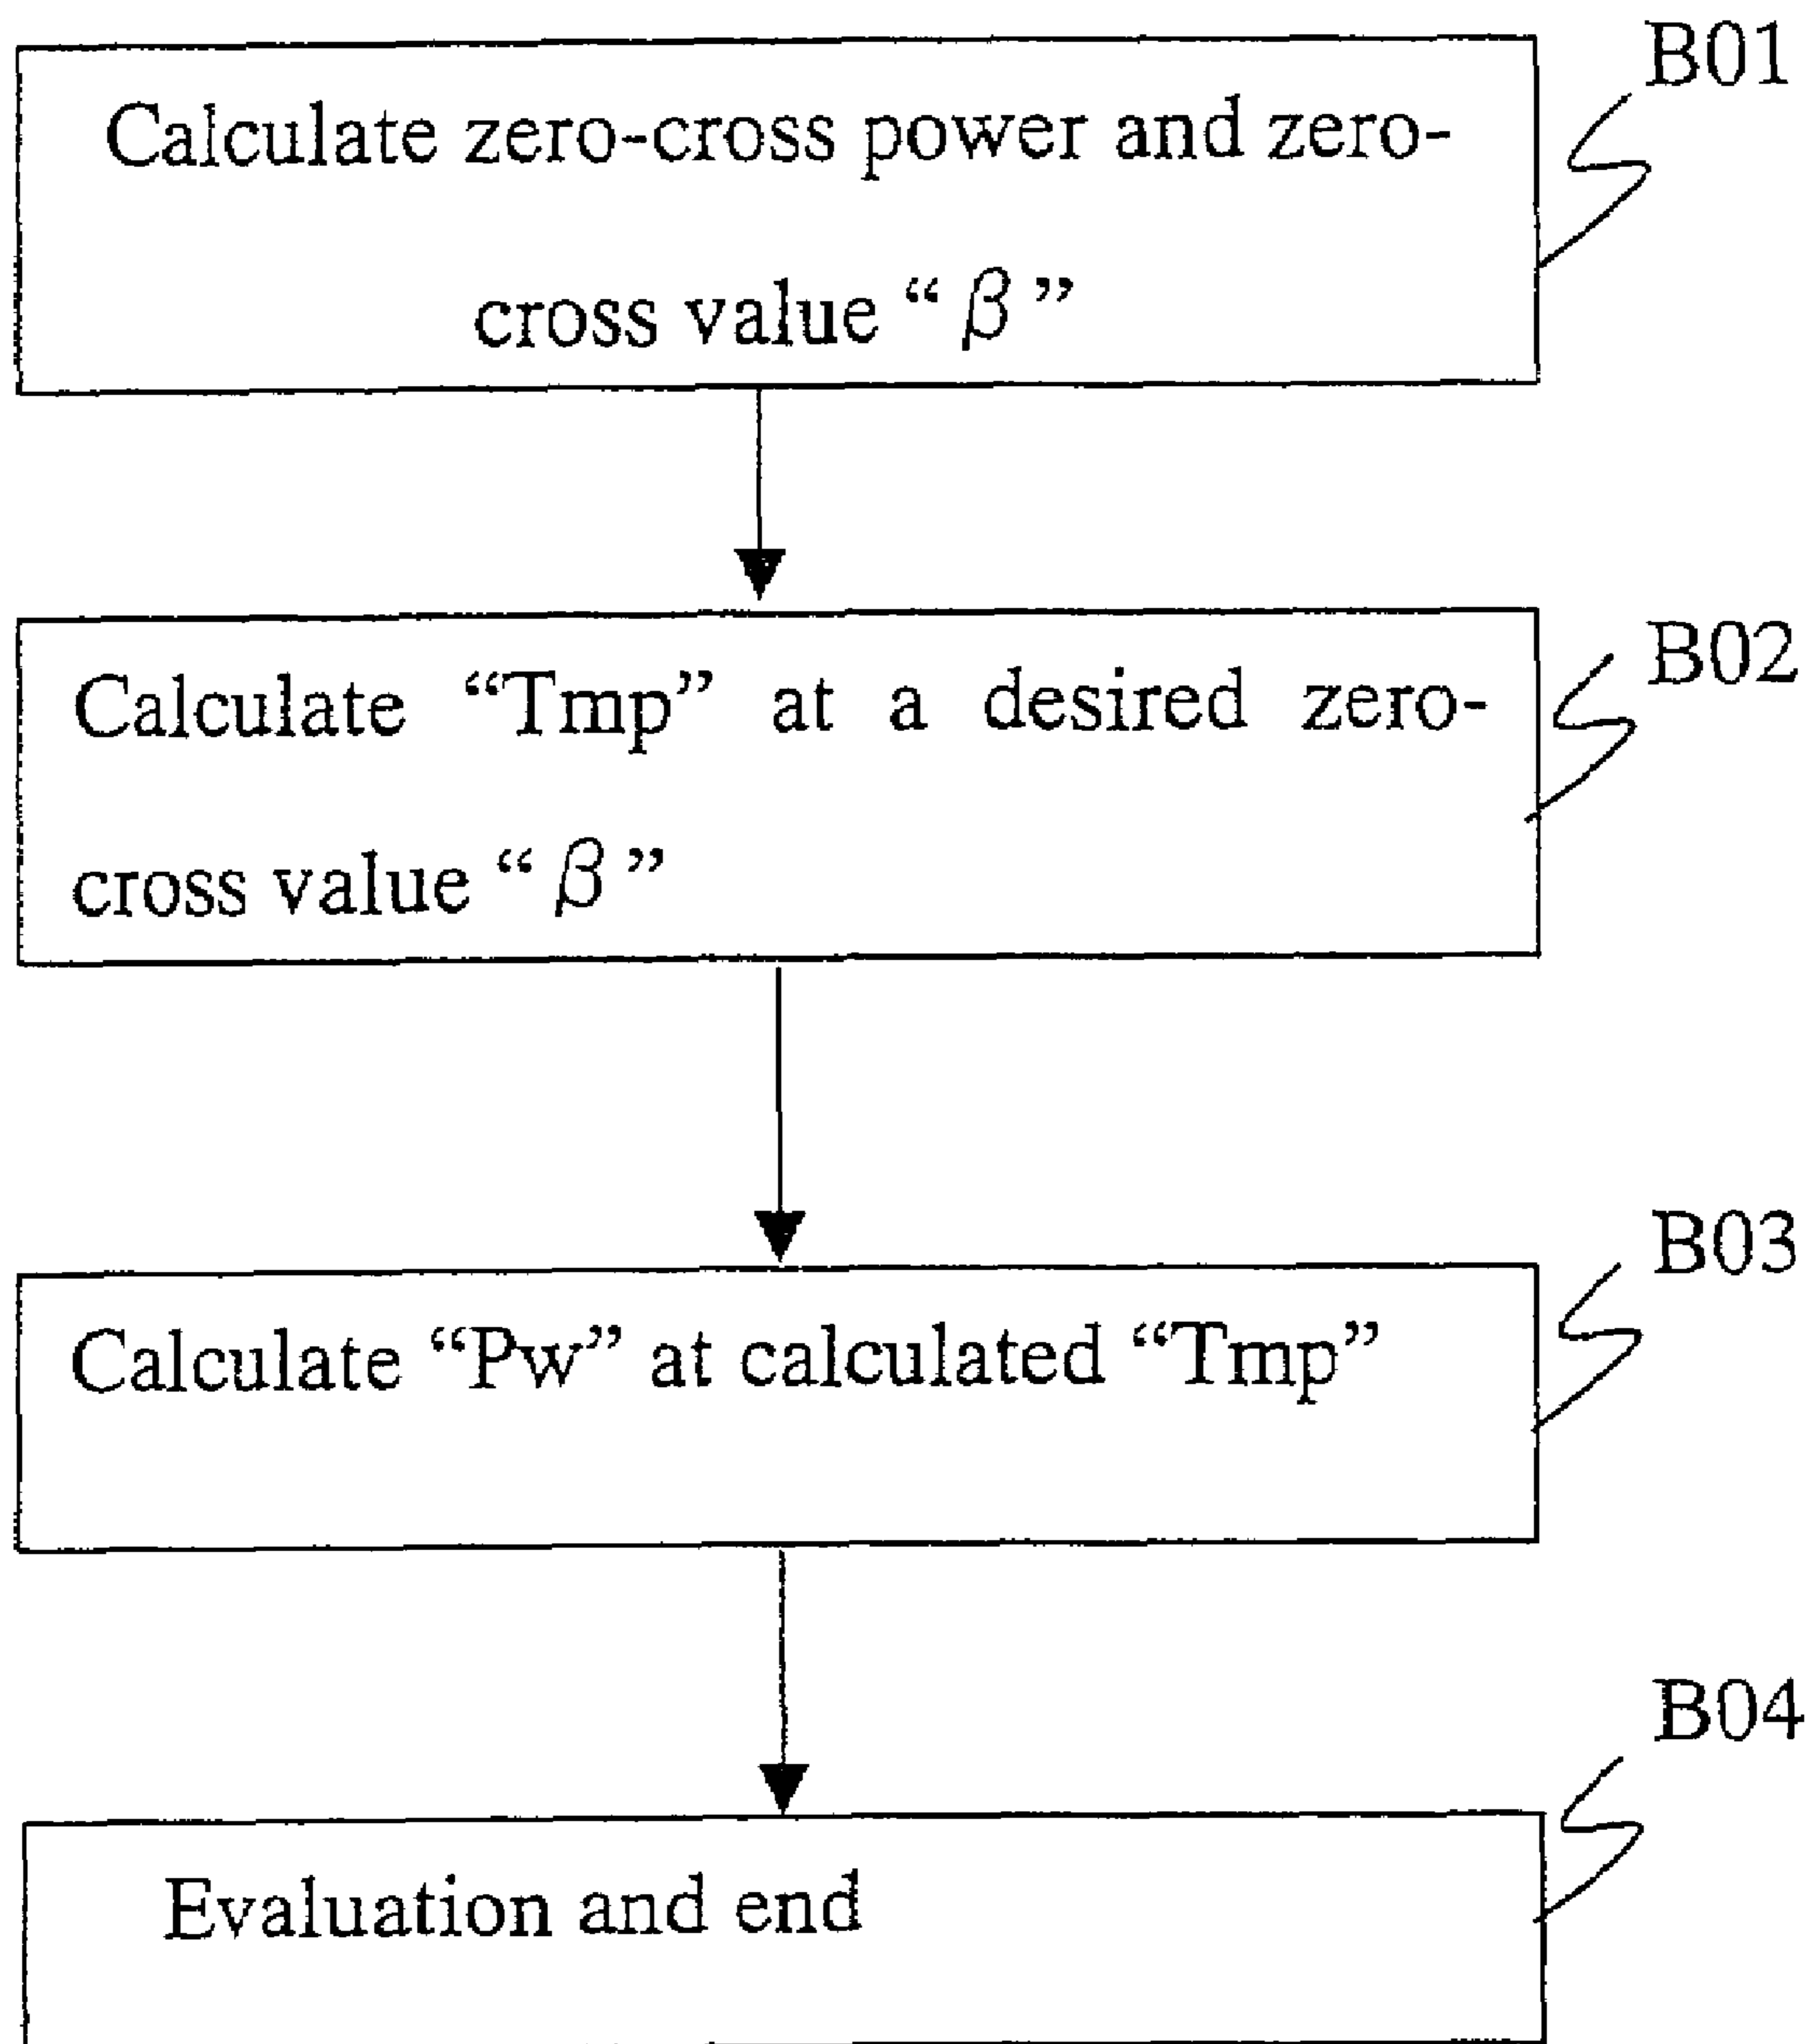 B01
Calculate zero-cross power and zero-
cross value “β”
B02
Calculate “Tmp” at a desired zero-
cross value “β”
B03
Calculate “Pw” at calculated “Tmp”
B04
Evaluation and end